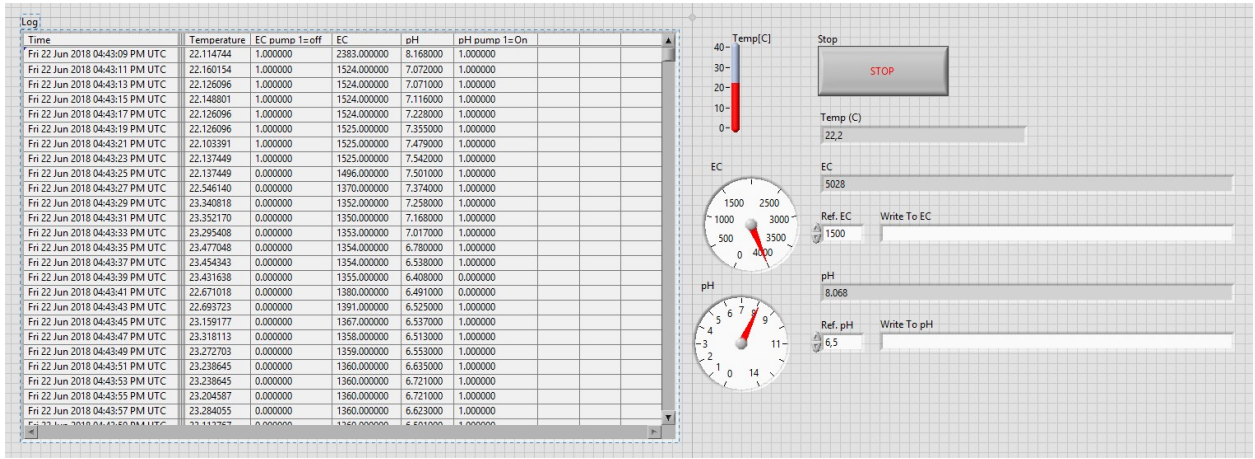 Log
Time Temperature EC pump 1=off EC pH pH pump 1=On
Fri 22 Jun 2018 04:43:09 PM UTC 22.114744 1.000000 2383.000000 8.168000 1.000000
Fri 22 Jun 2018 04:43:11 PM UTC 22.160154 1.000000 1524.000000 7.072000 1.000000
Fri 22 Jun 2018 04:43:13 PM UTC 22.126096 1.000000 1524.000000 7.071000 1.000000
Fri 22 Jun 2018 04:43:15 PM UTC 22.148801 1.000000 1524.000000 7.116000 1.000000
Fri 22 Jun 2018 04:43:17 PM UTC 22.126096 1.000000 1524.000000 7.228000 1.000000
Fri 22 Jun 2018 04:43:19 PM UTC 22.126096 1.000000 1525.000000 7.355000 1.000000
Fri 22 Jun 2018 04:43:21 PM UTC 22.103391 1.000000 1525.000000 7.479000 1.000000
Fri 22 Jun 2018 04:43:23 PM UTC 22.137449 1.000000 1525.000000 7.542000 1.000000
Fri 22 Jun 2018 04:43:25 PM UTC 22.137449 0.000000 1496.000000 7.501000 1.000000
Fri 22 Jun 2018 04:43:27 PM UTC 22.546140 0.000000 1370.000000 7.374000 1.000000
Fri 22 Jun 2018 04:43:29 PM UTC 23.340818 0.000000 1352.000000 7.258000 1.000000
Fri 22 Jun 2018 04:43:31 PM UTC 23.352170 0.000000 1350.000000 7.168000 1.000000
Fri 22 Jun 2018 04:43:33 PM UTC 23.295408 0.000000 1353.000000 7.017000 1.000000
Fri 22 Jun 2018 04:43:35 PM UTC 23.477048 0.000000 1354.000000 6.780000 1.000000
Fri 22 Jun 2018 04:43:37 PM UTC 23.454343 0.000000 1354.000000 6.538000 1.000000
Fri 22 Jun 2018 04:43:39 PM UTC 23.431638 0.000000 1355.000000 6.408000 0.000000
Fri 22 Jun 2018 04:43:41 PM UTC 22.671018 0.000000 1380.000000 6.491000 0.000000
Fri 22 Jun 2018 04:43:43 PM UTC 22.693723 0.000000 1391.000000 6.525000 1.000000
Fri 22 Jun 2018 04:43:45 PM UTC 23.159177 0.000000 1367.000000 6.537000 1.000000
Fri 22 Jun 2018 04:43:47 PM UTC 23.318113 0.000000 1358.000000 6.513000 1.000000
Fri 22 Jun 2018 04:43:49 PM UTC 23.272703 0.000000 1359.000000 6.553000 1.000000
Fri 22 Jun 2018 04:43:51 PM UTC 23.238645 0.000000 1360.000000 6.635000 1.000000
Fri 22 Jun 2018 04:43:53 PM UTC 23.238645 0.000000 1360.000000 6.721000 1.000000
Fri 22 Jun 2018 04:43:55 PM UTC 23.204587 0.000000 1360.000000 6.721000 1.000000
Fri 22 Jun 2018 04:43:57 PM UTC 23.284055 0.000000 1360.000000 6.623000 1.000000
Temp[C]
40
30
20
10
0
Stop
STOP
Temp (C)
22,2
EC
0 500 1000 1500 2500 3000 3500 4000
EC
5028
Ref. EC Write To EC
1500
pH
0 1 2 3 4 5 6 7 8 9 11 14
pH
8.068
Ref. pH Write To pH
6,5